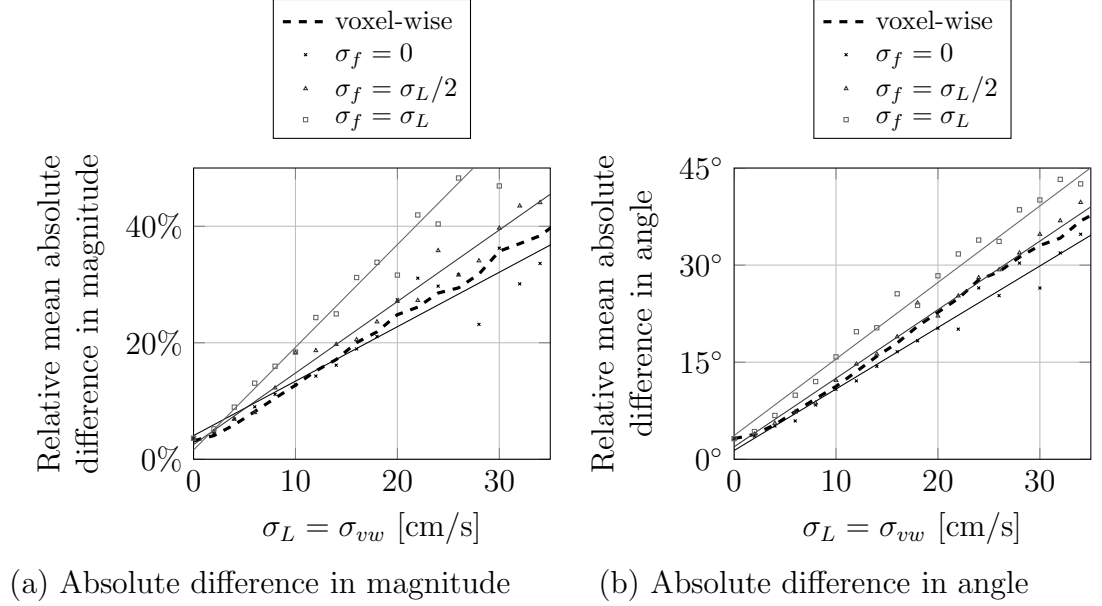 voxel-wise
σ_f = 0
σ_f = σ_L/2
σ_f = σ_L
Relative mean absolute
difference in magnitude
40%
20%
0%
0 10 20 30
σ_L = σ_vw [cm/s]
(a) Absolute difference in magnitude
voxel-wise
σ_f = 0
σ_f = σ_L/2
σ_f = σ_L
Relative mean absolute
difference in angle
45°
30°
15°
0°
0 10 20 30
σ_L = σ_vw [cm/s]
(b) Absolute difference in angle